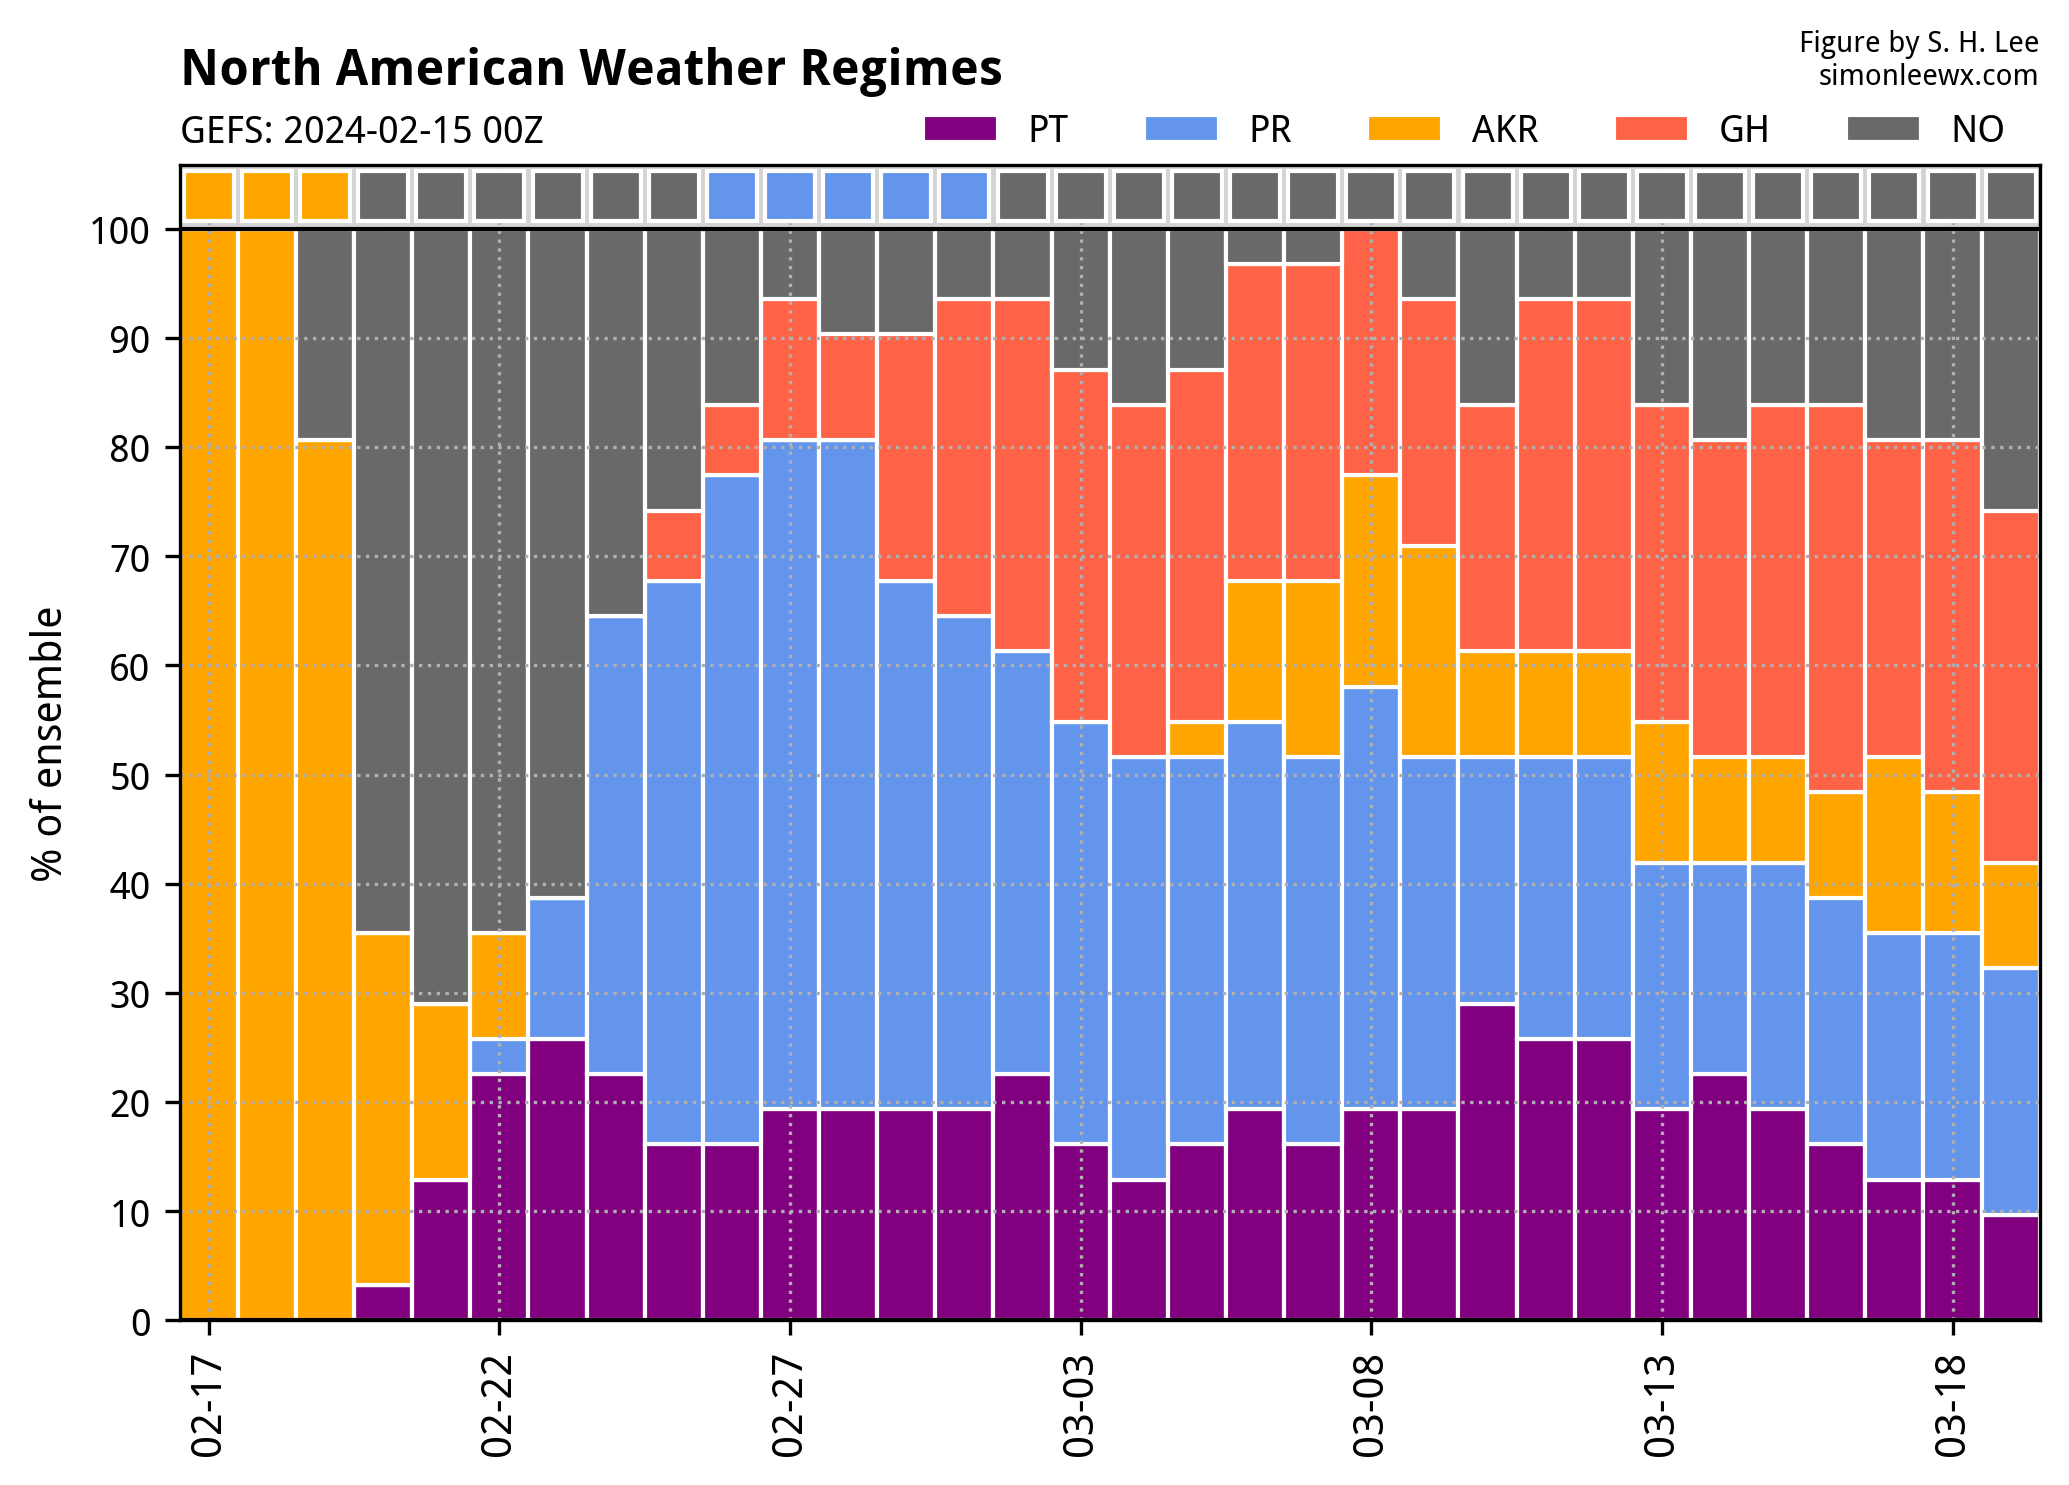 Figure by S. H. Lee
North American Weather Regimes
simonleewx.com
GEFS: 2024-02-15 00Z
PT PR AKR GH NO
100
90
80
70
60
50
40
30
20
10
0
% of ensemble
02-17 02-22 02-27 03-03 03-08 03-13 03-18